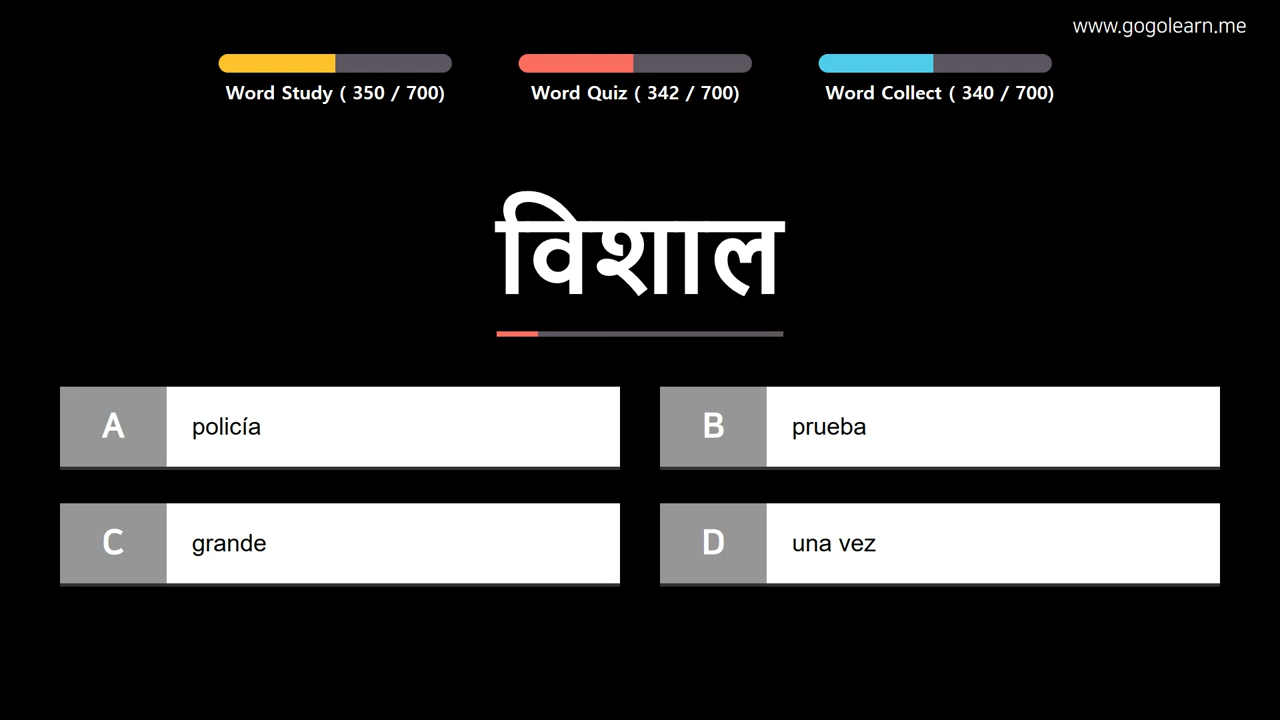 www.gogolearn.me
Word Study ( 350 / 700)
Word Quiz ( 342 / 700)
Word Collect ( 340 / 700)
विशाल
A policía
B prueba
C grande
D una vez